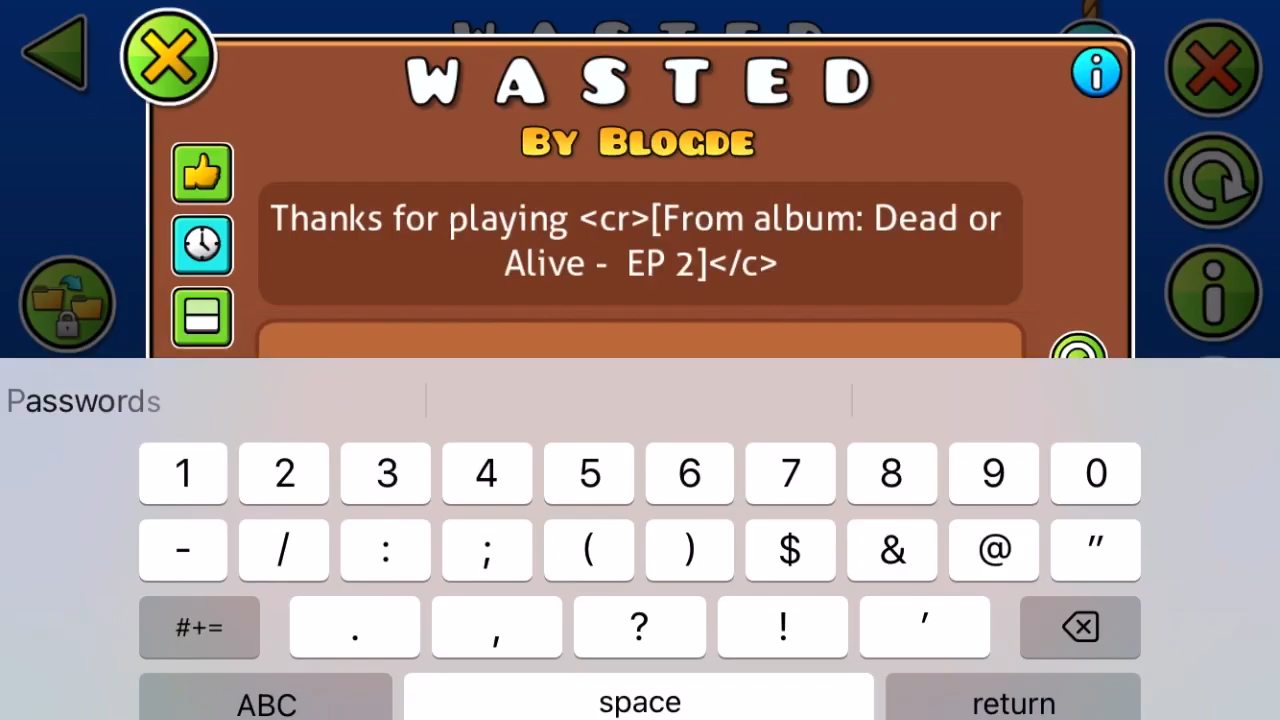 W A S T E D
W A S T E D
By Blogde
Thanks for playing <cr>[From album: Dead or
Alive -  EP 2]</c>
Passwords
1 2 3 4 5 6 7 8 9 0
- / : ; ( ) $ & @ "
#+= . , ? ! '
ABC space return